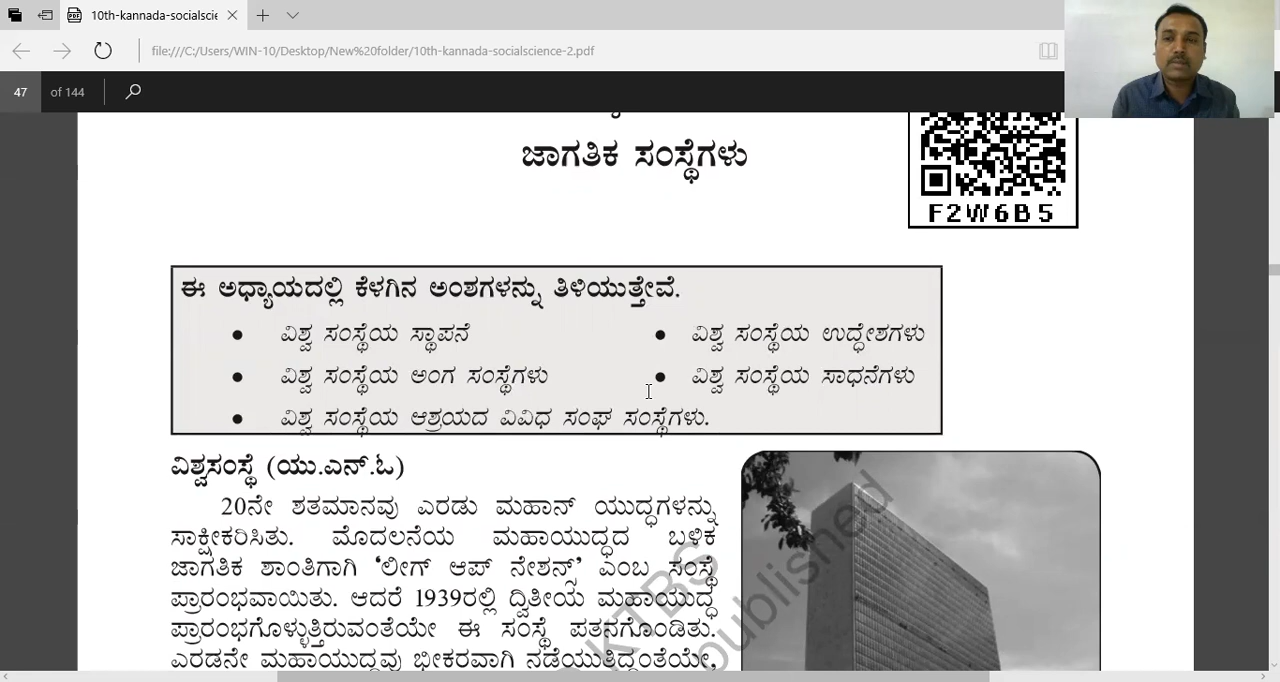 10th-kannada-socialscie
file:///C:/Users/WIN-10/Desktop/New%20folder/10th-kannada-socialscience-2.pdf
47 of 144
ಜಾಗತಿಕ ಸಂಸ್ಥೆಗಳು
F2W6B5
ಈ ಅಧ್ಯಾಯದಲ್ಲಿ ಕೆಳಗಿನ ಅಂಶಗಳನ್ನು ತಿಳಿಯುತ್ತೇವೆ.
• ವಿಶ್ವ ಸಂಸ್ಥೆಯ ಸ್ಥಾಪನೆ • ವಿಶ್ವ ಸಂಸ್ಥೆಯ ಉದ್ಧೇಶಗಳು
• ವಿಶ್ವ ಸಂಸ್ಥೆಯ ಅಂಗ ಸಂಸ್ಥೆಗಳು • ವಿಶ್ವ ಸಂಸ್ಥೆಯ ಸಾಧನೆಗಳು
• ವಿಶ್ವ ಸಂಸ್ಥೆಯ ಆಶ್ರಯದ ವಿವಿಧ ಸಂಘ ಸಂಸ್ಥೆಗಳು.
ವಿಶ್ವಸಂಸ್ಥೆ (ಯು.ಎನ್.ಓ)
20ನೇ ಶತಮಾನವು ಎರಡು ಮಹಾನ್ ಯುದ್ಧಗಳನ್ನು
ಸಾಕ್ಷೀಕರಿಸಿತು. ಮೊದಲನೆಯ ಮಹಾಯುದ್ಧದ ಬಳಿಕ
ಜಾಗತಿಕ ಶಾಂತಿಗಾಗಿ ‘ಲೀಗ್ ಆಪ್ ನೇಶನ್ಸ್’ ಎಂಬ ಸಂಸ್ಥೆ
ಪ್ರಾರಂಭವಾಯಿತು. ಆದರೆ 1939ರಲ್ಲಿ ದ್ವಿತೀಯ ಮಹಾಯುದ್ಧ
ಪ್ರಾರಂಭಗೊಳ್ಳುತ್ತಿರುವಂತೆಯೇ ಈ ಸಂಸ್ಥೆ ಪತನಗೊಂಡಿತು.
ಎರಡನೇ ಮಹಾಯುದ್ಧವು ಭೀಕರವಾಗಿ ನಡೆಯುತಿದ್ದಂತೆಯೇ,
KTBS
published